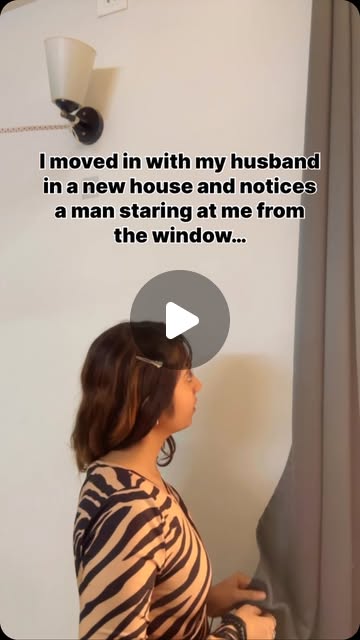 I moved in with my husband
in a new house and notices
a man staring at me from
the window...